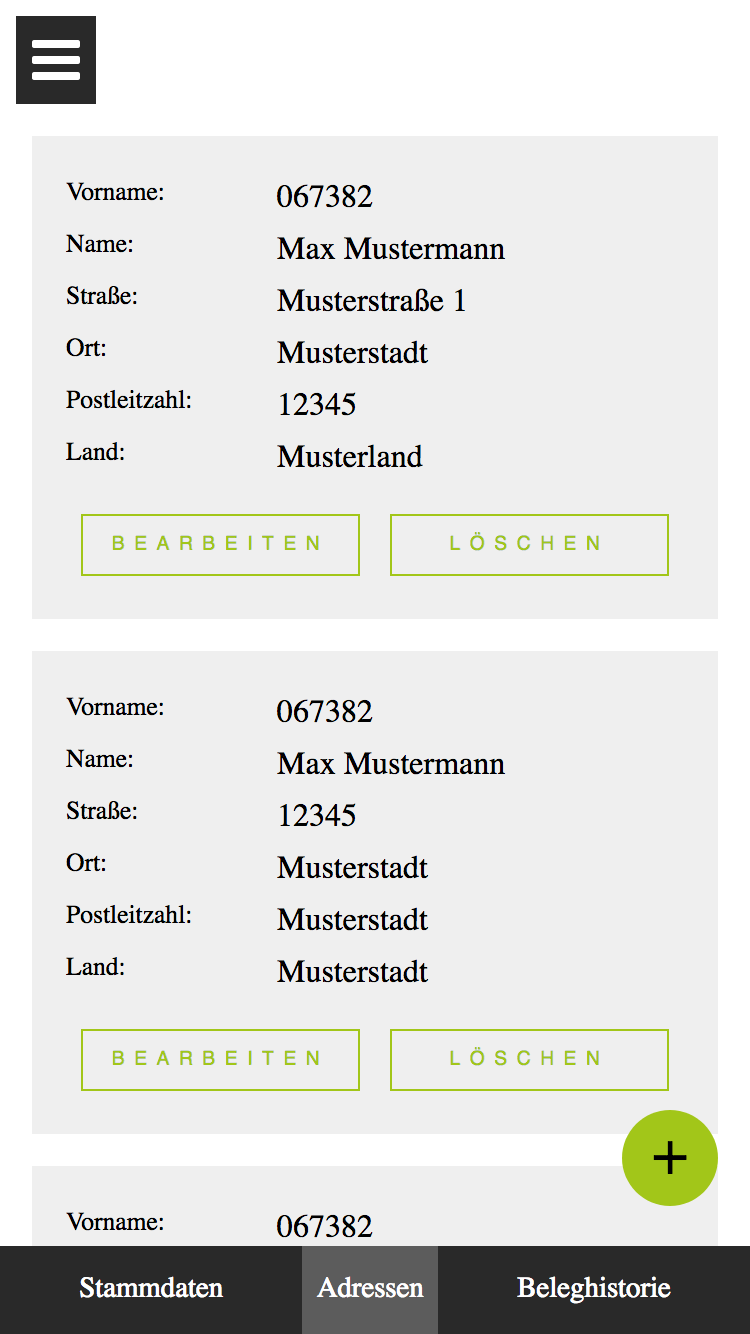 Vorname: 067382
Name: Max Mustermann
Straße: Musterstraße 1
Ort: Musterstadt
Postleitzahl: 12345
Land: Musterland
BEARBEITEN LÖSCHEN
Vorname: 067382
Name: Max Mustermann
Straße: 12345
Ort: Musterstadt
Postleitzahl: Musterstadt
Land: Musterstadt
BEARBEITEN LÖSCHEN
+
Vorname: 067382
Stammdaten Adressen Beleghistorie